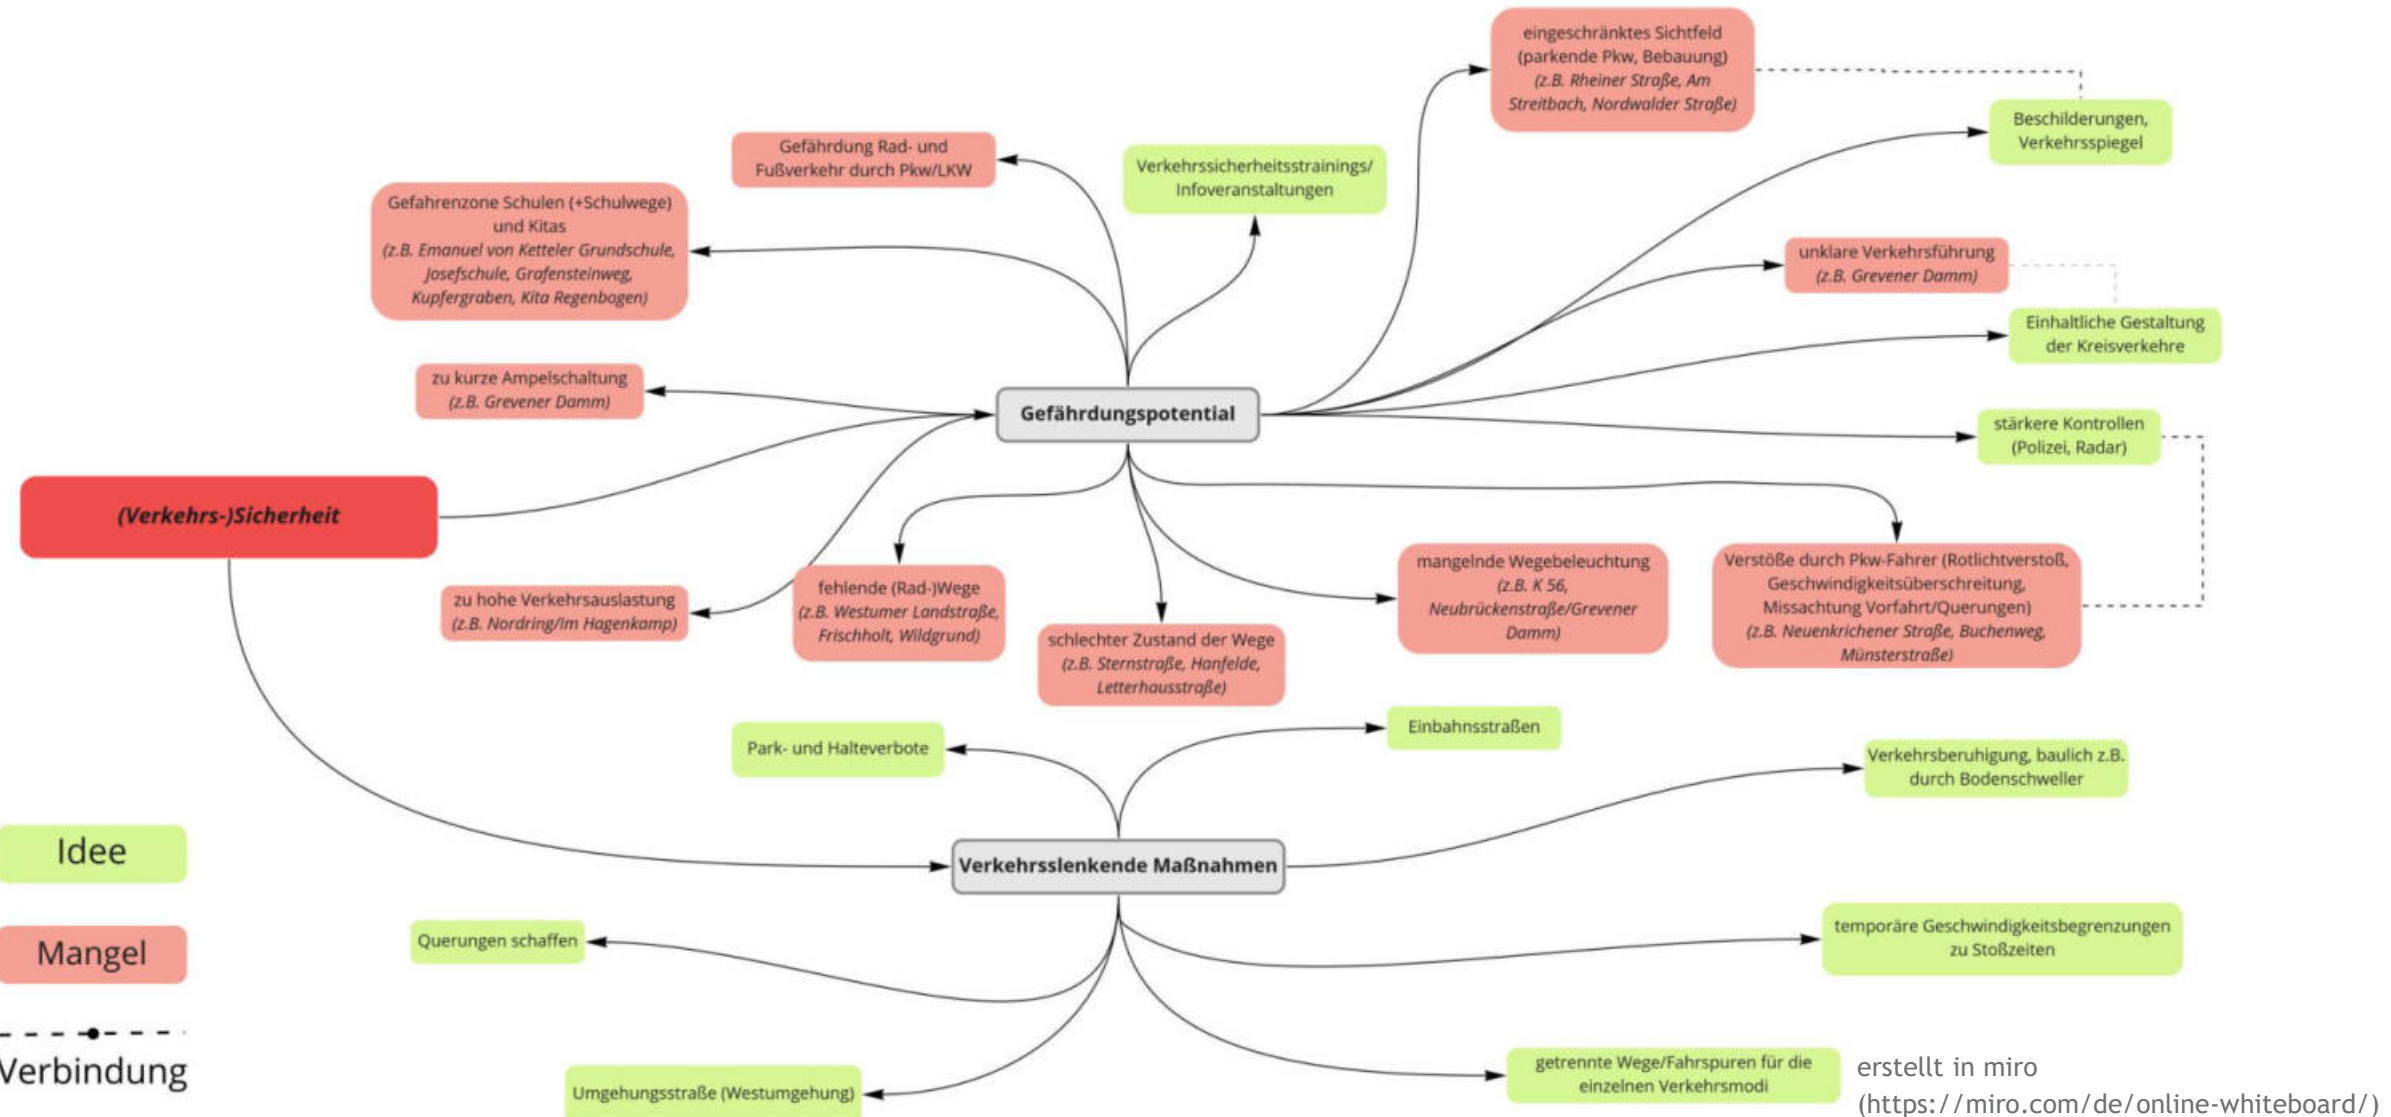 eingeschränktes Sichtfeld
(parkende Pkw, Bebauung)
(z.B. Rheiner Straße, Am
Streitbach, Nordwalder Straße)
Beschilderungen,
Verkehrsspiegel
Gefährdung Rad- und
Fußverkehr durch Pkw/LKW
Verkehrssicherheitsstrainings/
Infoveranstaltungen
Gefahrenzone Schulen (+Schulwege)
und Kitas
(z.B. Emanuel von Ketteler Grundschule,
Josefschule, Grafensteinweg,
Kupfergraben, Kita Regenbogen)
unklare Verkehrsführung
(z.B. Grevener Damm)
Einhaltliche Gestaltung
der Kreisverkehre
zu kurze Ampelschaltung
(z.B. Grevener Damm)
Gefährdungspotential
stärkere Kontrollen
(Polizei, Radar)
(Verkehrs-)Sicherheit
zu hohe Verkehrsauslastung
(z.B. Nordring/Im Hagenkamp)
fehlende (Rad-)Wege
(z.B. Westumer Landstraße,
Frischholt, Wildgrund)
schlechter Zustand der Wege
(z.B. Sternstraße, Hanfelde,
Letterhausstraße)
mangelnde Wegebeleuchtung
(z.B. K 56,
Neubrückenstraße/Grevener
Damm)
Verstöße durch Pkw-Fahrer (Rotlichtverstoß,
Geschwindigkeitsüberschreitung,
Missachtung Vorfahrt/Querungen)
(z.B. Neuenkrichener Straße, Buchenweg,
Münsterstraße)
Park- und Halteverbote
Einbahnsstraßen
Verkehrsberuhigung, baulich z.B.
durch Bodenschweller
Verkehrsslenkende Maßnahmen
Querungen schaffen
temporäre Geschwindigkeitsbegrenzungen
zu Stoßzeiten
Umgehungsstraße (Westumgehung)
getrennte Wege/Fahrspuren für die
einzelnen Verkehrsmodi
Idee
Mangel
Verbindung
erstellt in miro
(https://miro.com/de/online-whiteboard/)